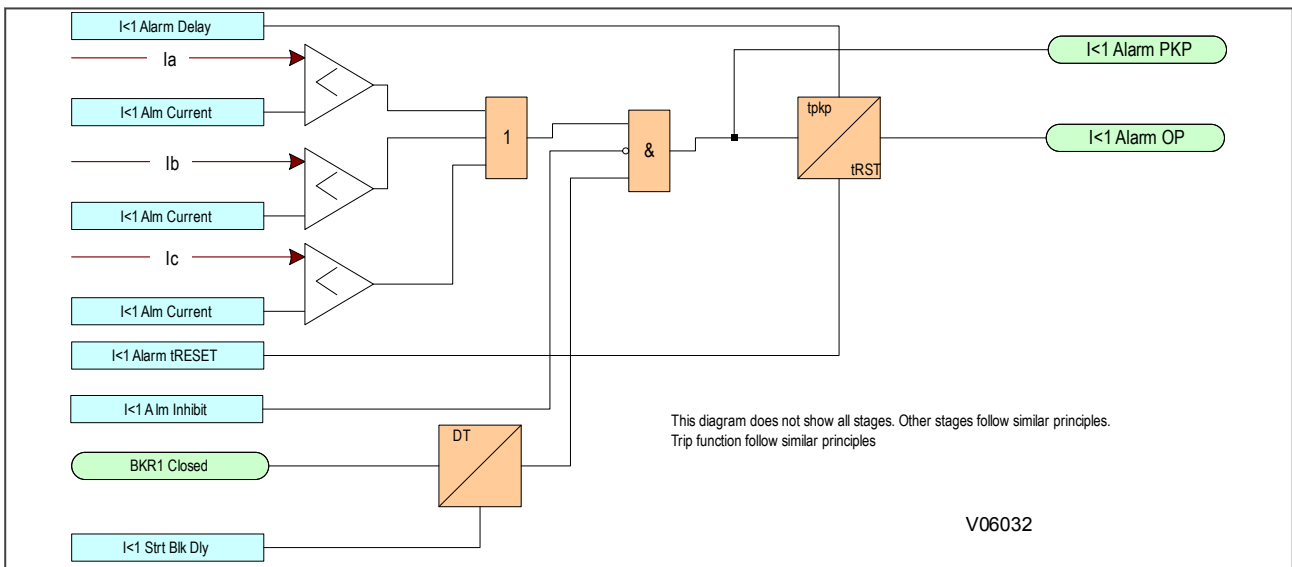 I<1 Alarm Delay
Ia
I<1 Alm Current
Ib
I<1 Alm Current
Ic
I<1 Alm Current
I<1 Alarm tRESET
I<1 Alm Inhibit
BKR1 Closed
I<1 Strt Blk Dly
1
&
DT
tpkp
tRST
I<1 Alarm PKP
I<1 Alarm OP
This diagram does not show all stages. Other stages follow similar principles.
Trip function follow similar principles
V06032